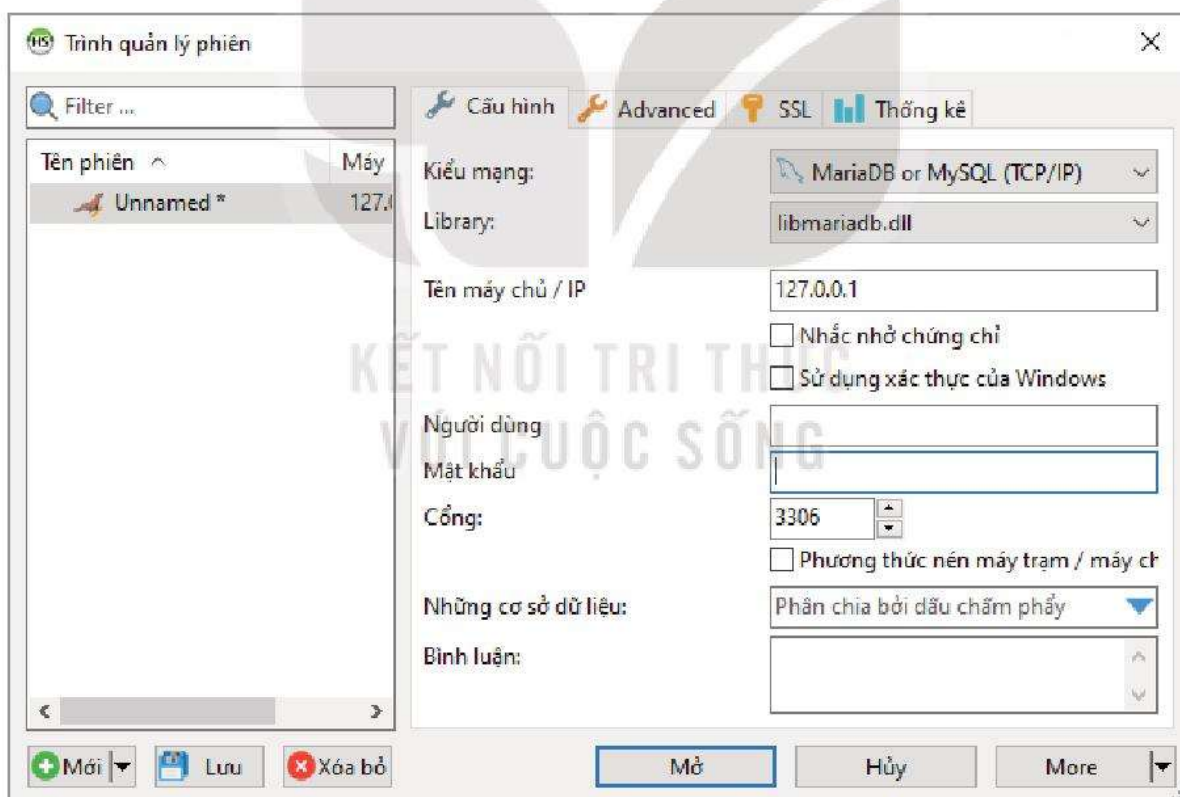 HS Trình quản lý phiên
Filter ...
Cấu hình Advanced SSL Thống kê
Tên phiên Máy
Unnamed * 127.0
Kiểu mạng: MariaDB or MySQL (TCP/IP)
Library: libmariadb.dll
Tên máy chủ / IP 127.0.0.1
Nhắc nhở chứng chỉ
Sử dụng xác thực của Windows
KẾT NỐI TRI THỨC
VỚI CUỘC SỐNG
Người dùng
Mật khẩu
Cổng: 3306
Phương thức nén máy trạm / máy ch
Những cơ sở dữ liệu: Phân chia bởi dấu chấm phẩy
Bình luận:
Mới Lưu Xóa bỏ Mở Hủy More